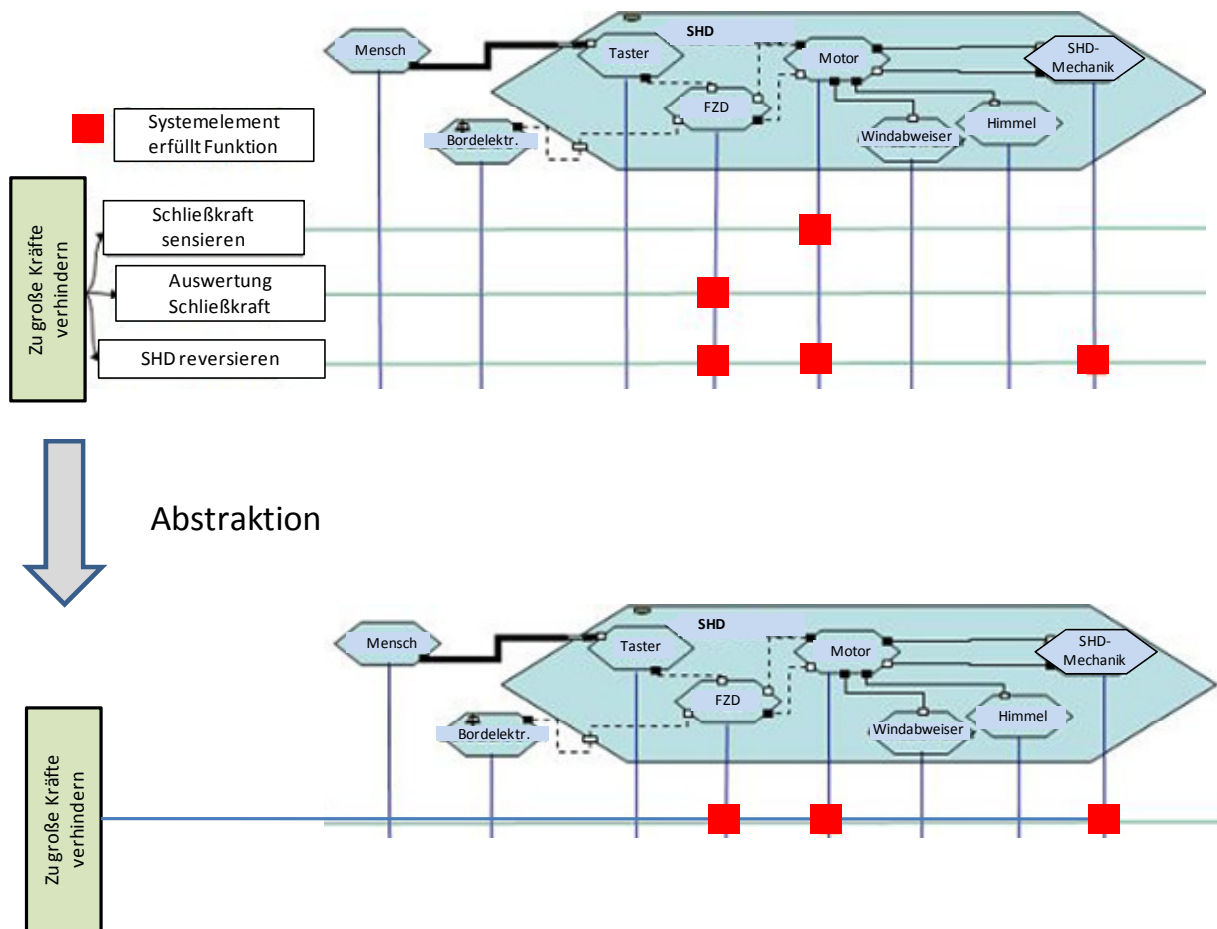 SHD
Mensch
Taster
Motor
SHD-
Mechanik
FZD
Bordelektr.
Windabweiser
Himmel
Systemelement
erfüllt Funktion
Zu große Kräfte
verhindern
Schließkraft
sensieren
Auswertung
Schließkraft
SHD reversieren
Abstraktion
SHD
Mensch
Taster
Motor
SHD-
Mechanik
FZD
Bordelektr.
Windabweiser
Himmel
Zu große Kräfte
verhindern